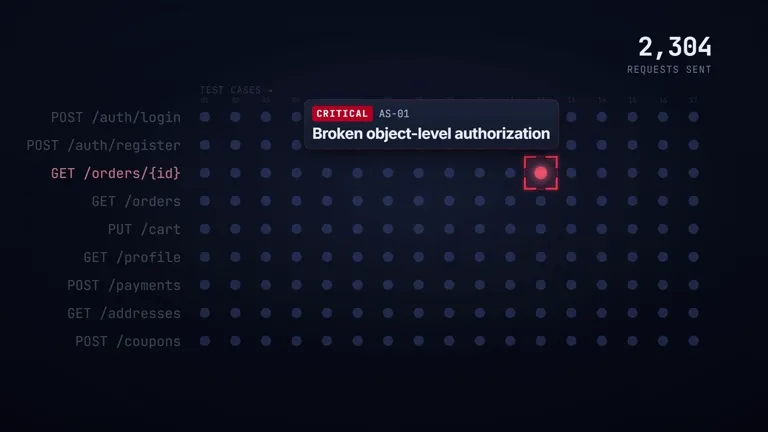 2,304
REQUESTS SENT
TEST CASES →
CRITICAL AS-01
Broken object-level authorization
POST /auth/login
POST /auth/register
GET /orders/{id}
GET /orders
PUT /cart
GET /profile
POST /payments
GET /addresses
POST /coupons